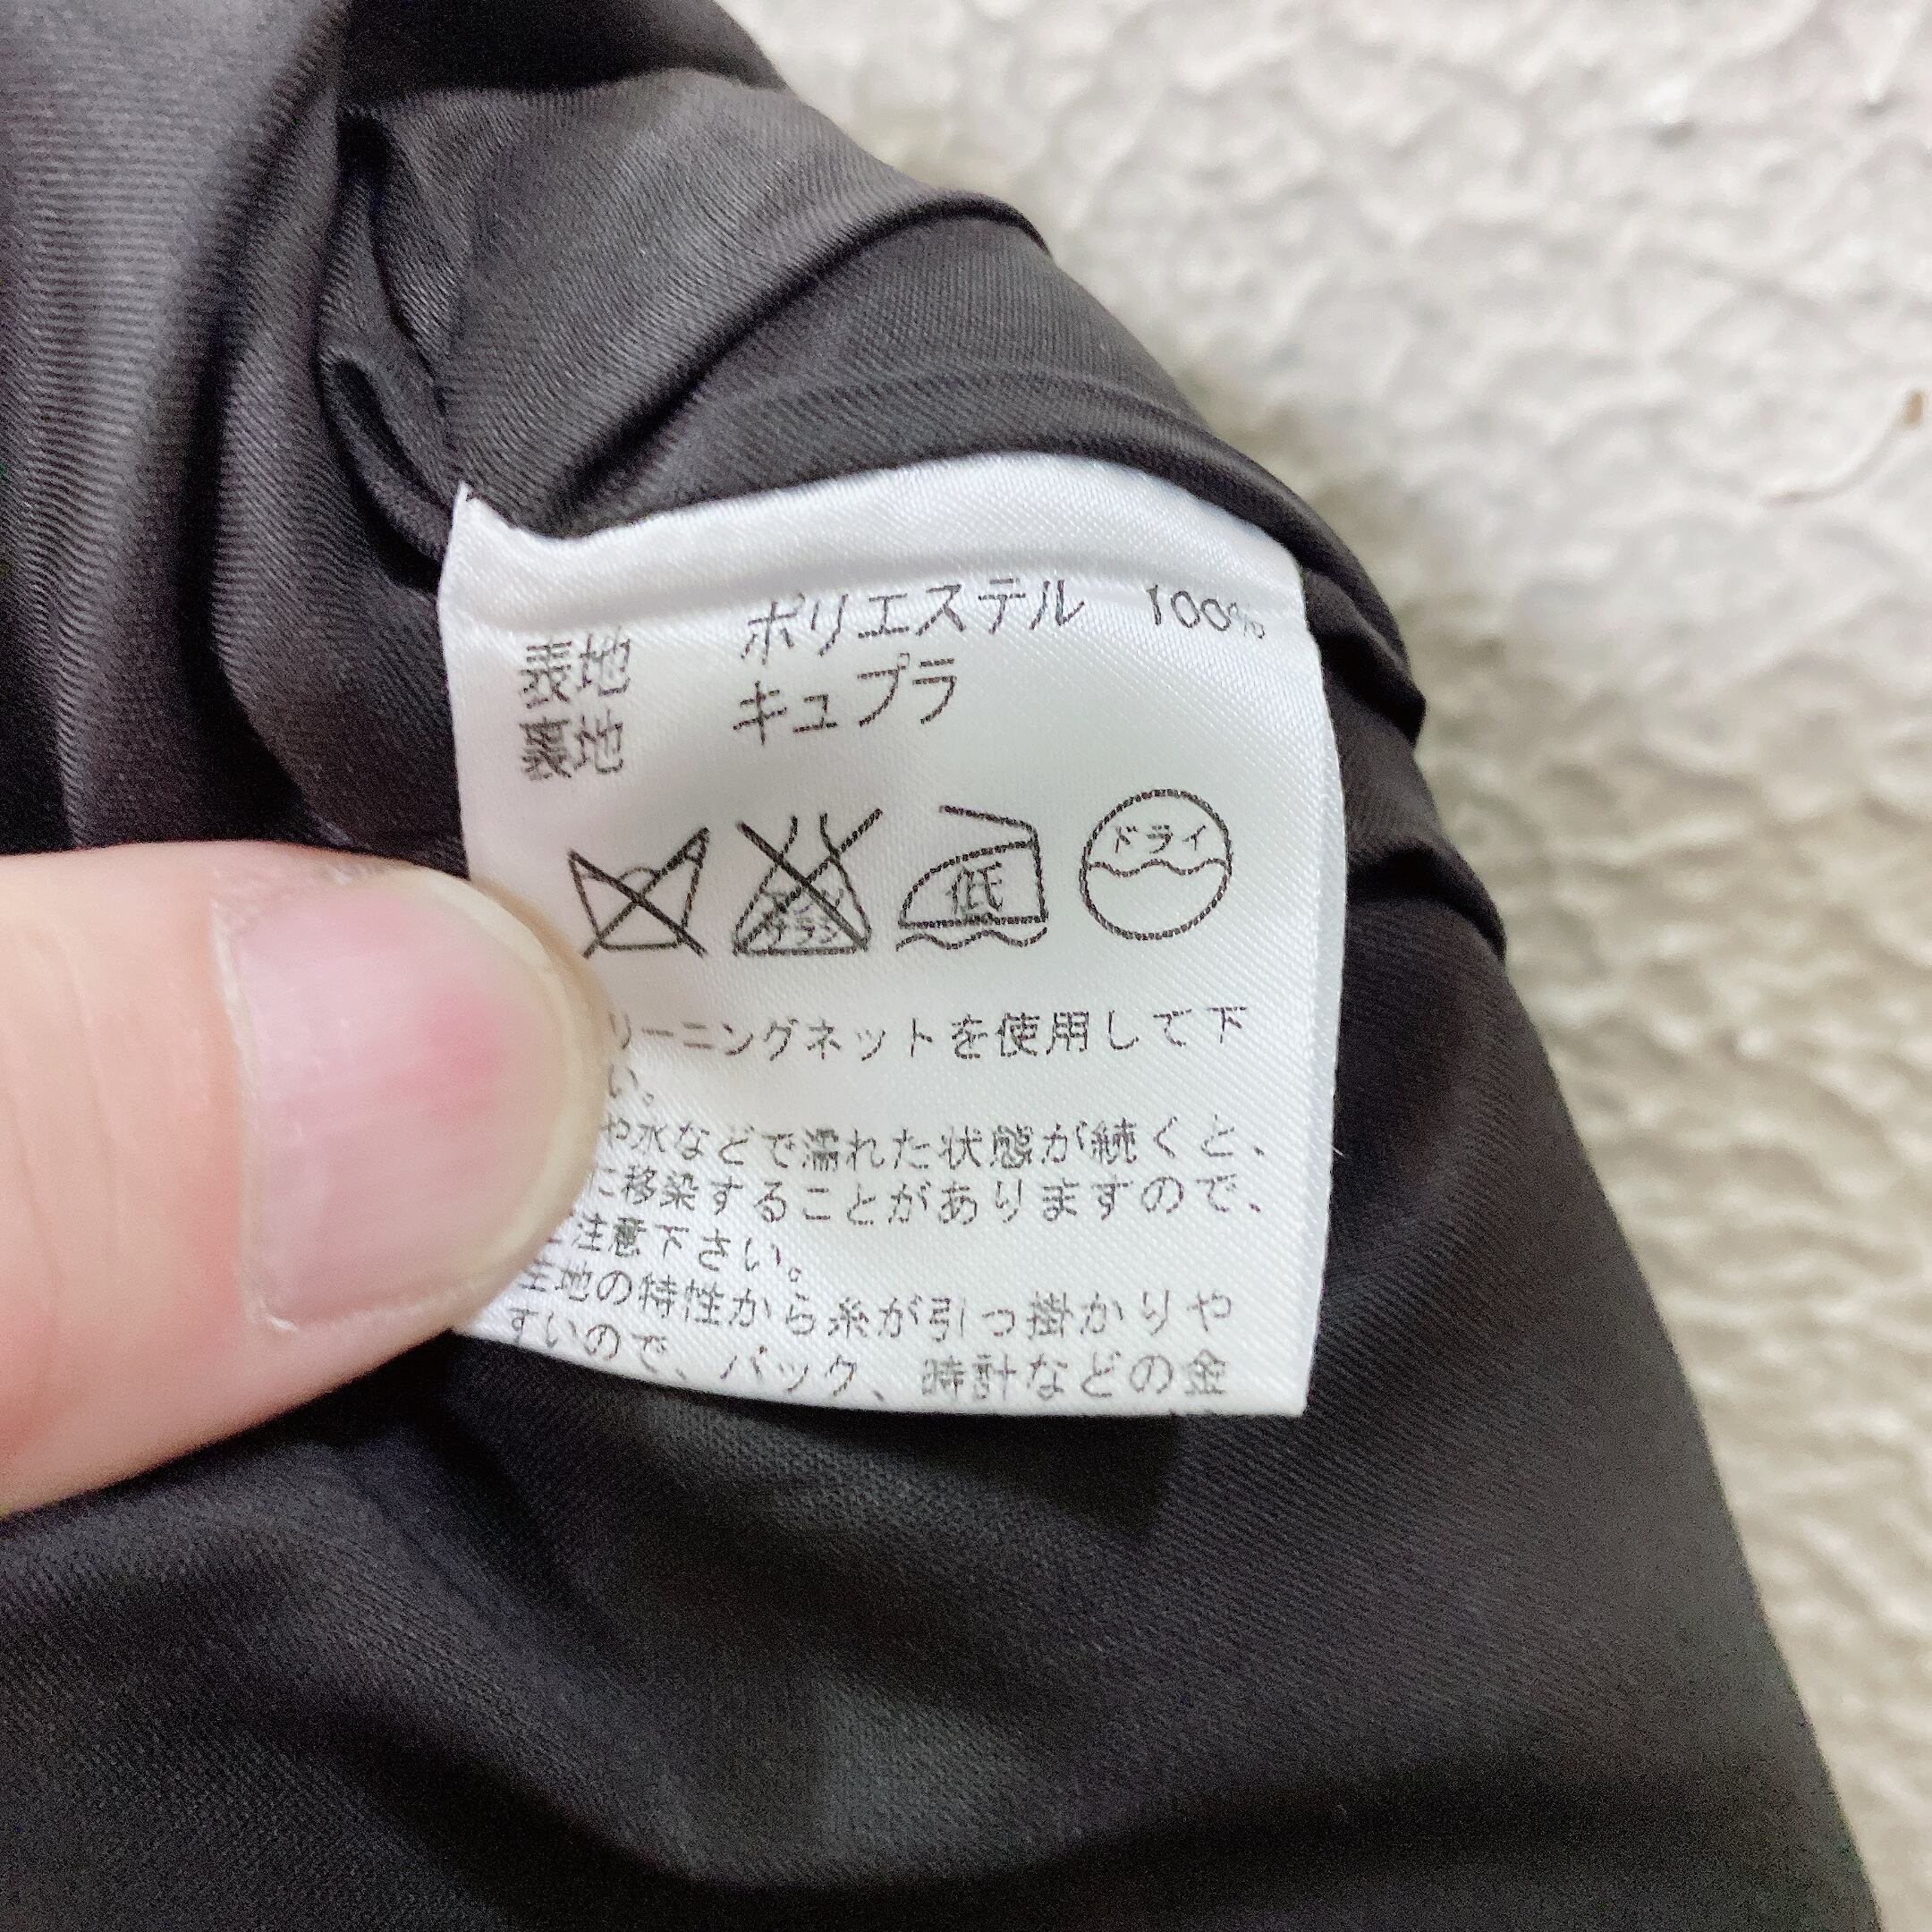 表地 ポリエステル 100%
裏地 キュプラ
低
ドライ
リーニングネットを使用して下
い。
や水などで濡れた状態が続くと、
に移染することがありますので、
注意下さい。
生地の特性から糸が引っ掛かりや
すいので、バック、時計などの金